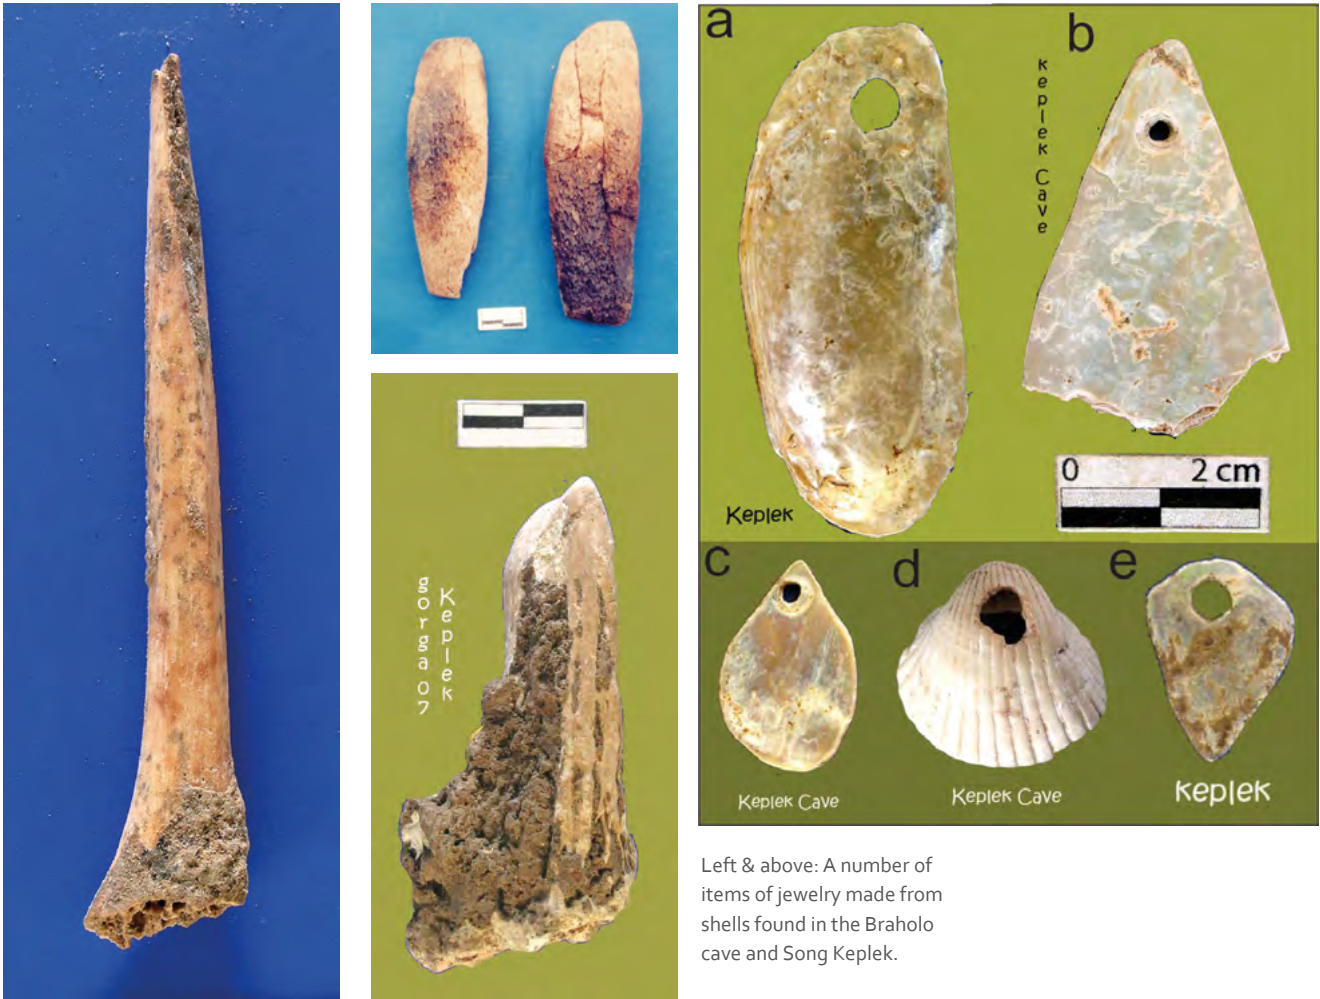 gorga 07
Keplek
a
b
Keplek Cave
Keplek
0 2 cm
c
d
e
Keplek Cave
Keplek Cave
keplek
Left & above: A number of
items of jewelry made from
shells found in the Braholo
cave and Song Keplek.